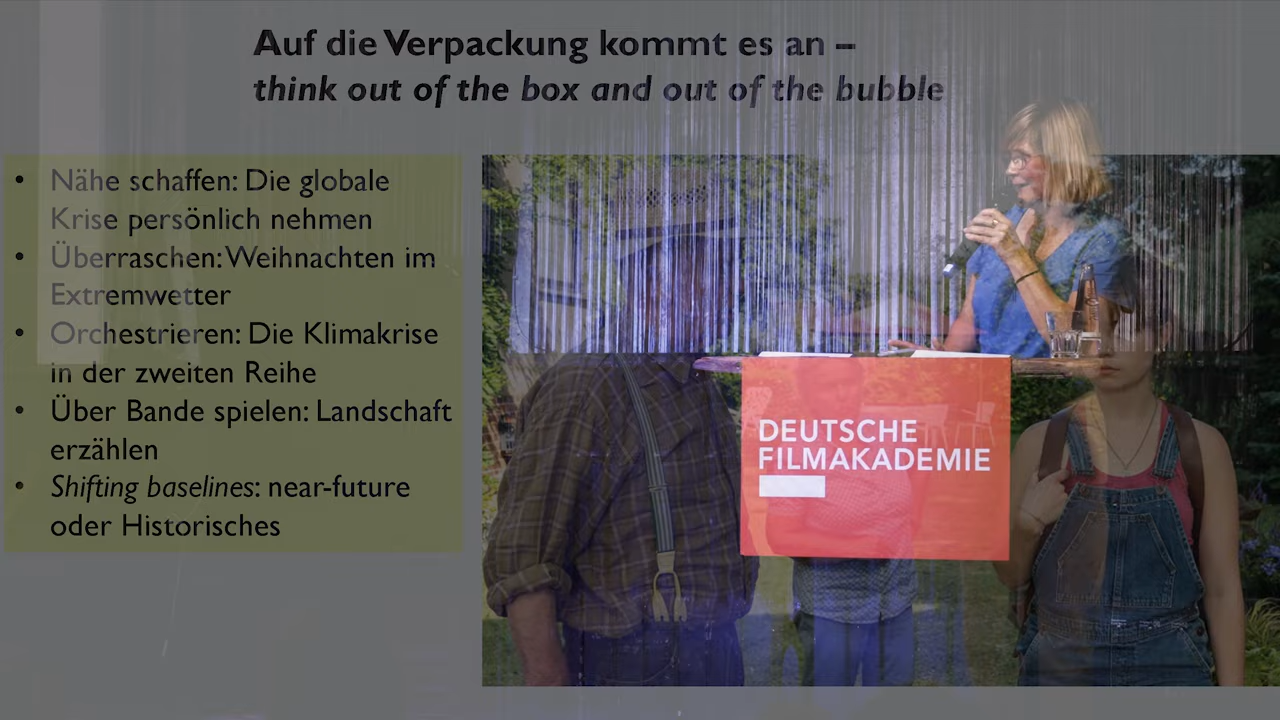 Auf die Verpackung kommt es an –
think out of the box and out of the bubble
• Nähe schaffen: Die globale
Krise persönlich nehmen
• Überraschen: Weihnachten im
Extremwetter
• Orchestrieren: Die Klimakrise
in der zweiten Reihe
• Über Bande spielen: Landschaft
erzählen
• Shifting baselines: near-future
oder Historisches
DEUTSCHE
FILMAKADEMIE